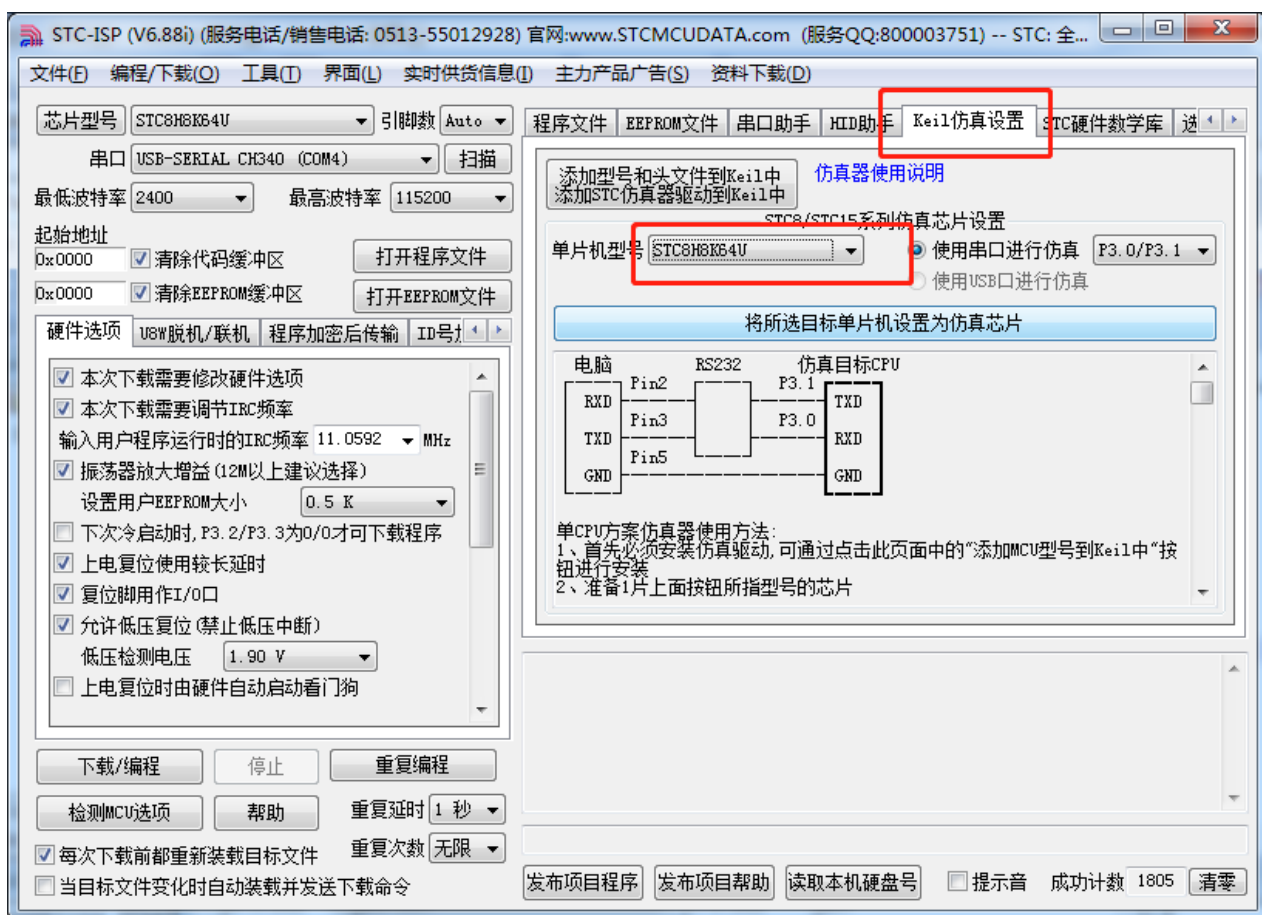 STC-ISP (V6.88i) (服务电话/销售电话: 0513-55012928) 官网:www.STCMCUDATA.com (服务QQ:800003751) -- STC: 全...
文件(F) 编程/下载(O) 工具(T) 界面(L) 实时供货信息(I) 主力产品广告(S) 资料下载(D)
芯片型号 STC8H8K64U 引脚数 Auto
串口 USB-SERIAL CH340 (COM4) 扫描
最低波特率 2400 最高波特率 115200
起始地址
0x0000 清除代码缓冲区 打开程序文件
0x0000 清除EEPROM缓冲区 打开EEPROM文件
硬件选项 U8W脱机/联机 程序加密后传输 ID号
本次下载需要修改硬件选项
本次下载需要调节IRC频率
输入用户程序运行时的IRC频率 11.0592 MHz
振荡器放大增益(12M以上建议选择)
设置用户EEPROM大小 0.5 K
下次冷启动时,P3.2/P3.3为0/0才可下载程序
上电复位使用较长延时
复位脚用作I/O口
允许低压复位(禁止低压中断)
低压检测电压 1.90 V
上电复位时由硬件自动启动看门狗
下载/编程 停止 重复编程
检测MCU选项 帮助 重复延时 1 秒
每次下载前都重新装载目标文件 重复次数 无限
当目标文件变化时自动装载并发送下载命令
程序文件 EEPROM文件 串口助手 HID助手 Keil仿真设置 STC硬件数学库 选
添加型号和头文件到Keil中
添加STC仿真器驱动到Keil中
仿真器使用说明
STC8/STC15系列仿真芯片设置
单片机型号 STC8H8K64U 使用串口进行仿真 P3.0/P3.1
使用USB口进行仿真
将所选目标单片机设置为仿真芯片
电脑 RS232 仿真目标CPU
Pin2 P3.1
RXD TXD
Pin3 P3.0
TXD RXD
Pin5
GND GND
单CPU方案仿真器使用方法:
1、首先必须安装仿真驱动,可通过点击此页面中的"添加MCU型号到Keil中"按
钮进行安装
2、准备1片上面按钮所指型号的芯片
发布项目程序 发布项目帮助 读取本机硬盘号 提示音 成功计数 1805 清零